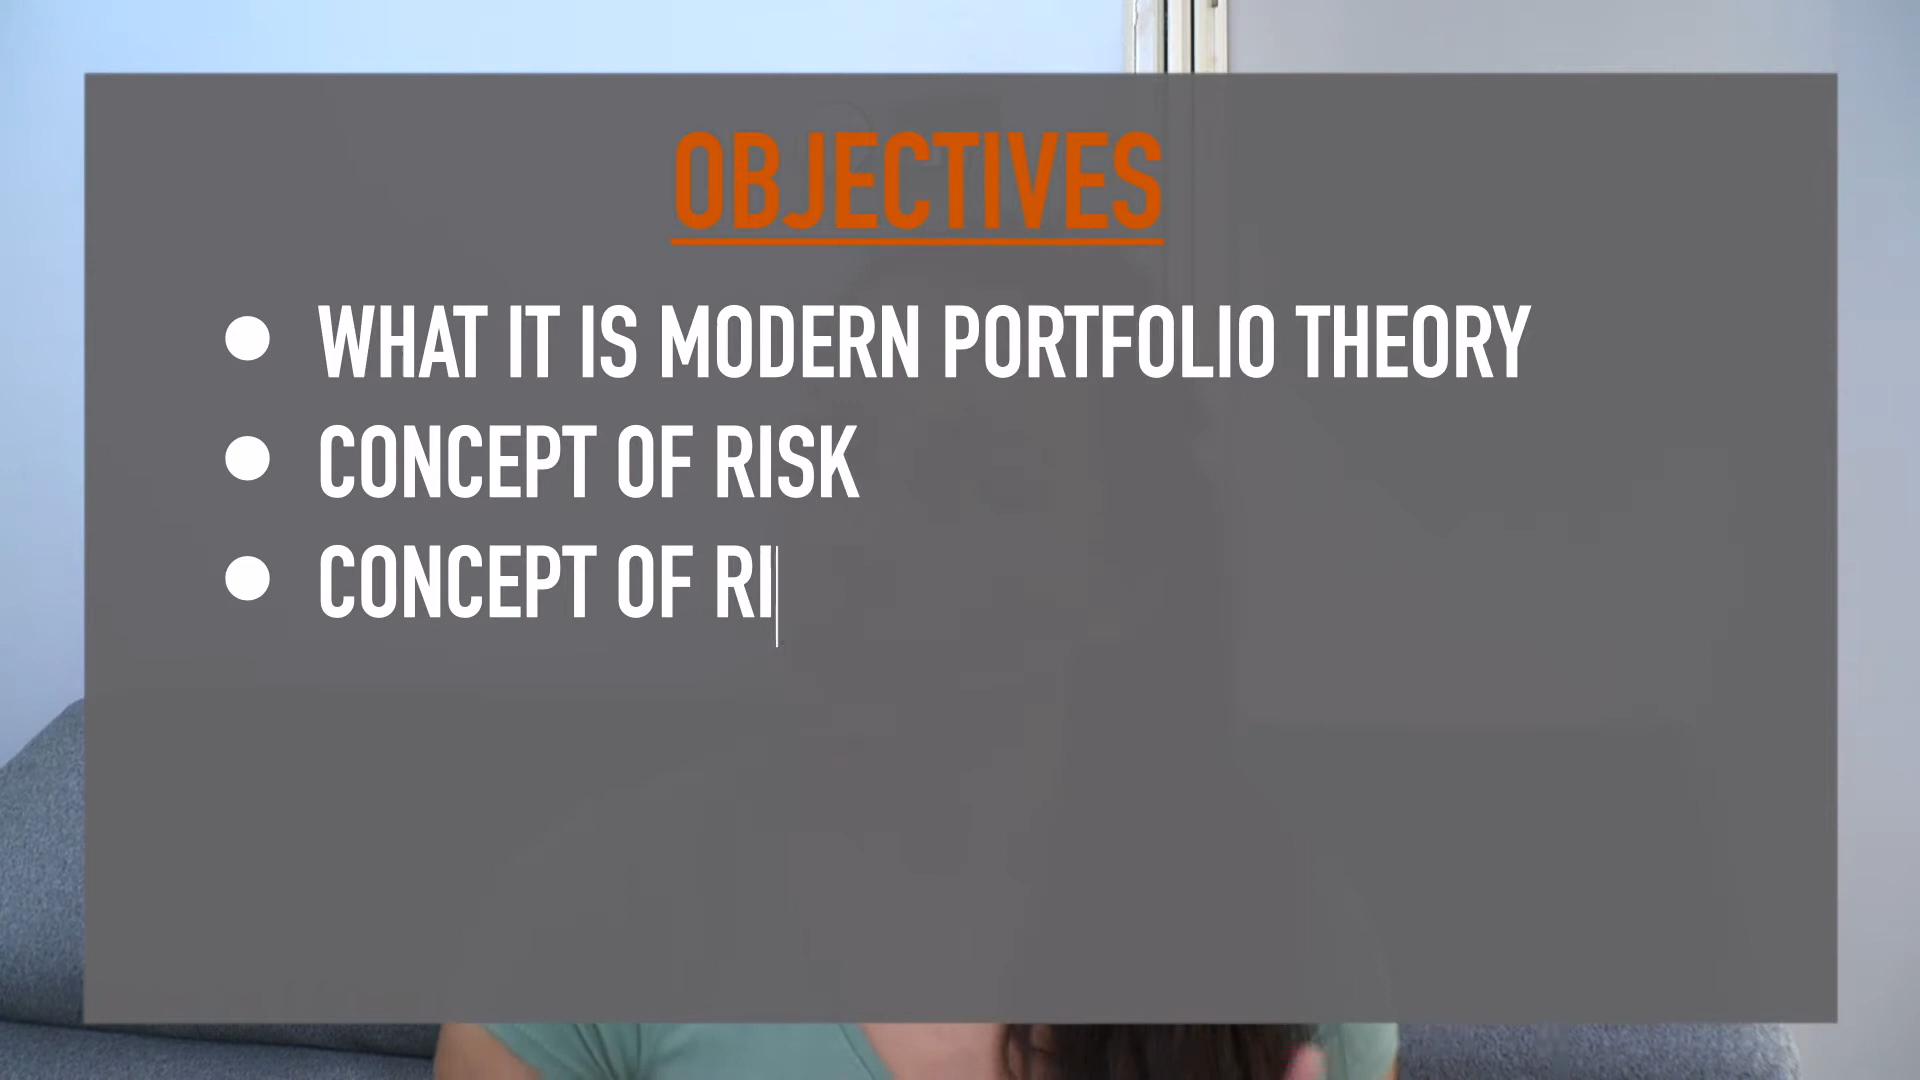 OBJECTIVES
● WHAT IT IS MODERN PORTFOLIO THEORY
● CONCEPT OF RISK
● CONCEPT OF RI